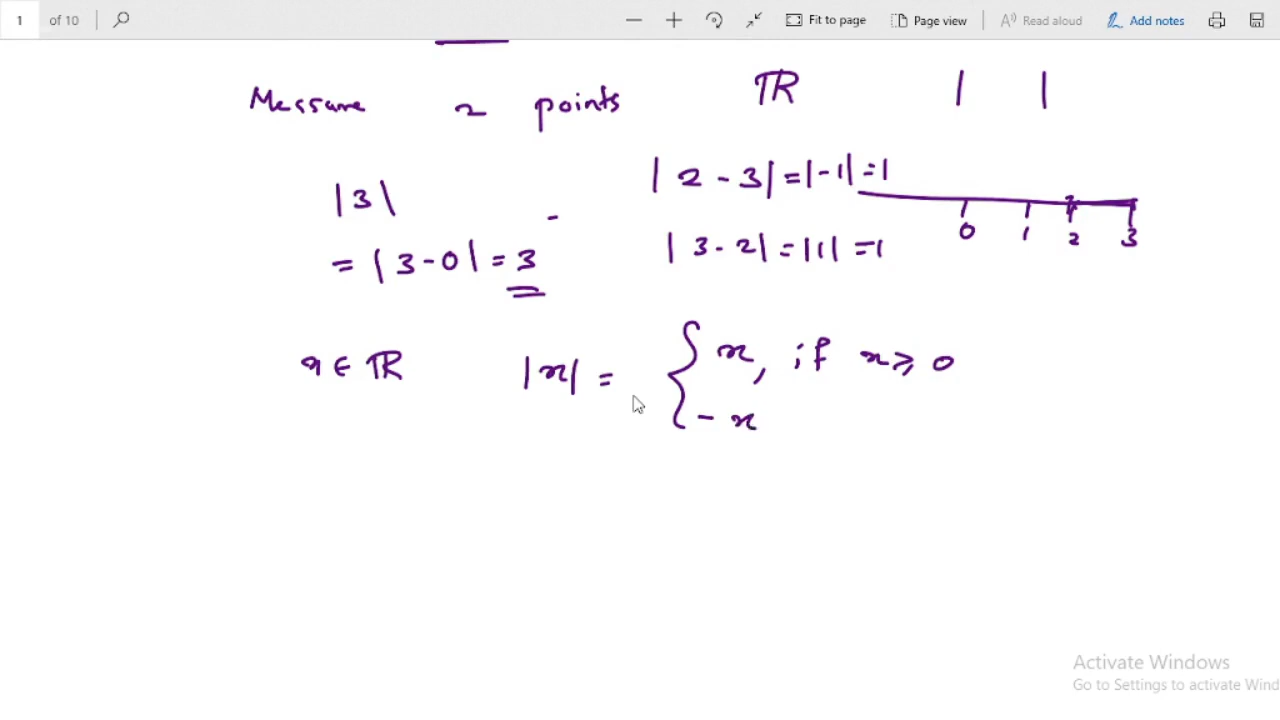 1 of 10 Fit to page Page view Read aloud Add notes
Messure 2 points ℝ | |
|3| |2-3|=|-1|=1
= |3-0| = 3 |3-2|=|1|=1
0 1 2 3
x ∈ ℝ |x| = { x, if x ⩾ 0
-x
Activate Windows
Go to Settings to activate Wind